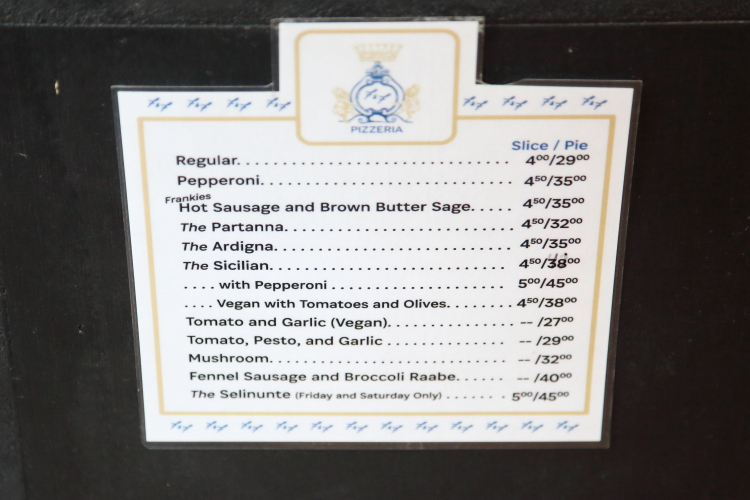 F&F
PIZZERIA
Slice / Pie
Regular. . . . . . . . . . . . . . . . . . . . . . . . . . . . . . . . . . 4⁰⁰/29⁰⁰
Pepperoni. . . . . . . . . . . . . . . . . . . . . . . . . . . . . . . . 4⁵⁰/35⁰⁰
Frankies
Hot Sausage and Brown Butter Sage. . . . . 4⁵⁰/35⁰⁰
The Partanna. . . . . . . . . . . . . . . . . . . . . . . . . . . . 4⁵⁰/32⁰⁰
The Ardigna. . . . . . . . . . . . . . . . . . . . . . . . . . . . . 4⁵⁰/35⁰⁰
The Sicilian. . . . . . . . . . . . . . . . . . . . . . . . . . . . . 4⁵⁰/38⁰⁰
. . . . with Pepperoni . . . . . . . . . . . . . . . . . . . . . 5⁰⁰/45⁰⁰
. . . . Vegan with Tomatoes and Olives. . . . . . . 4⁵⁰/38⁰⁰
Tomato and Garlic (Vegan). . . . . . . . . . . . . . . -- /27⁰⁰
Tomato, Pesto, and Garlic . . . . . . . . . . . . . . . -- /29⁰⁰
Mushroom. . . . . . . . . . . . . . . . . . . . . . . . . . . . . -- /32⁰⁰
Fennel Sausage and Broccoli Raabe. . . . . . -- /40⁰⁰
The Selinunte (Friday and Saturday Only) . . . . . . . 5⁰⁰/45⁰⁰